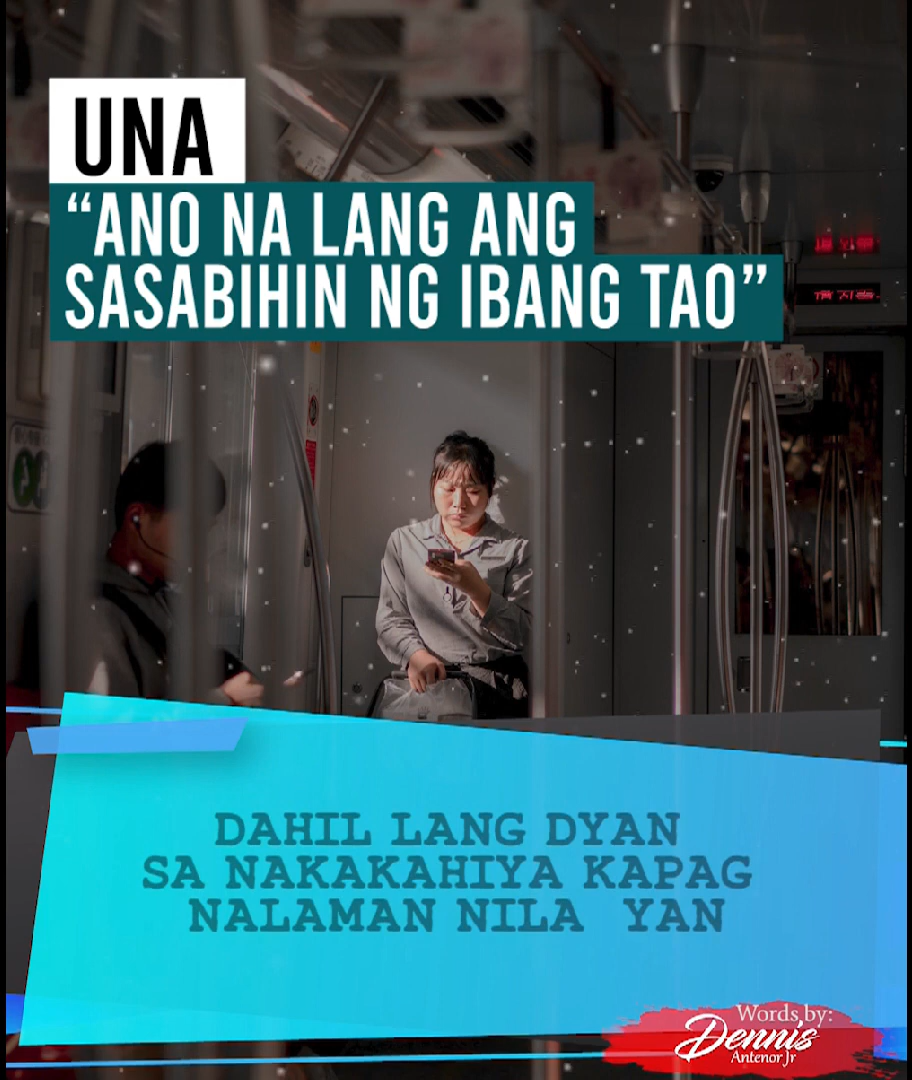 UNA
“ANO NA LANG ANG
SASABIHIN NG IBANG TAO”
DAHIL LANG DYAN
SA NAKAKAHIYA KAPAG
NALAMAN NILA YAN
Words,by:
Dennis
Antenor Jr